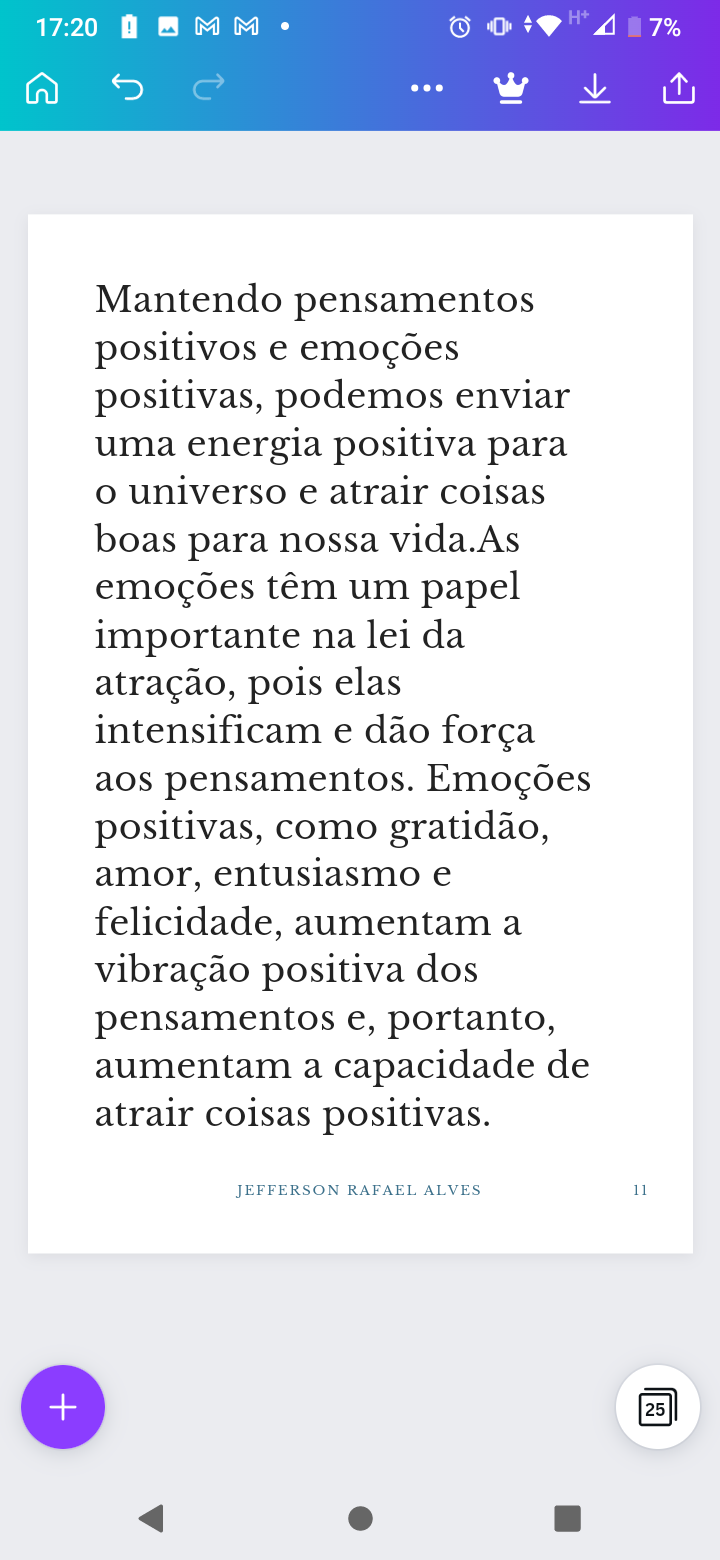 17:20
H+
7%
Mantendo pensamentos
positivos e emoções
positivas, podemos enviar
uma energia positiva para
o universo e atrair coisas
boas para nossa vida.As
emoções têm um papel
importante na lei da
atração, pois elas
intensificam e dão força
aos pensamentos. Emoções
positivas, como gratidão,
amor, entusiasmo e
felicidade, aumentam a
vibração positiva dos
pensamentos e, portanto,
aumentam a capacidade de
atrair coisas positivas.
JEFFERSON RAFAEL ALVES 11
25